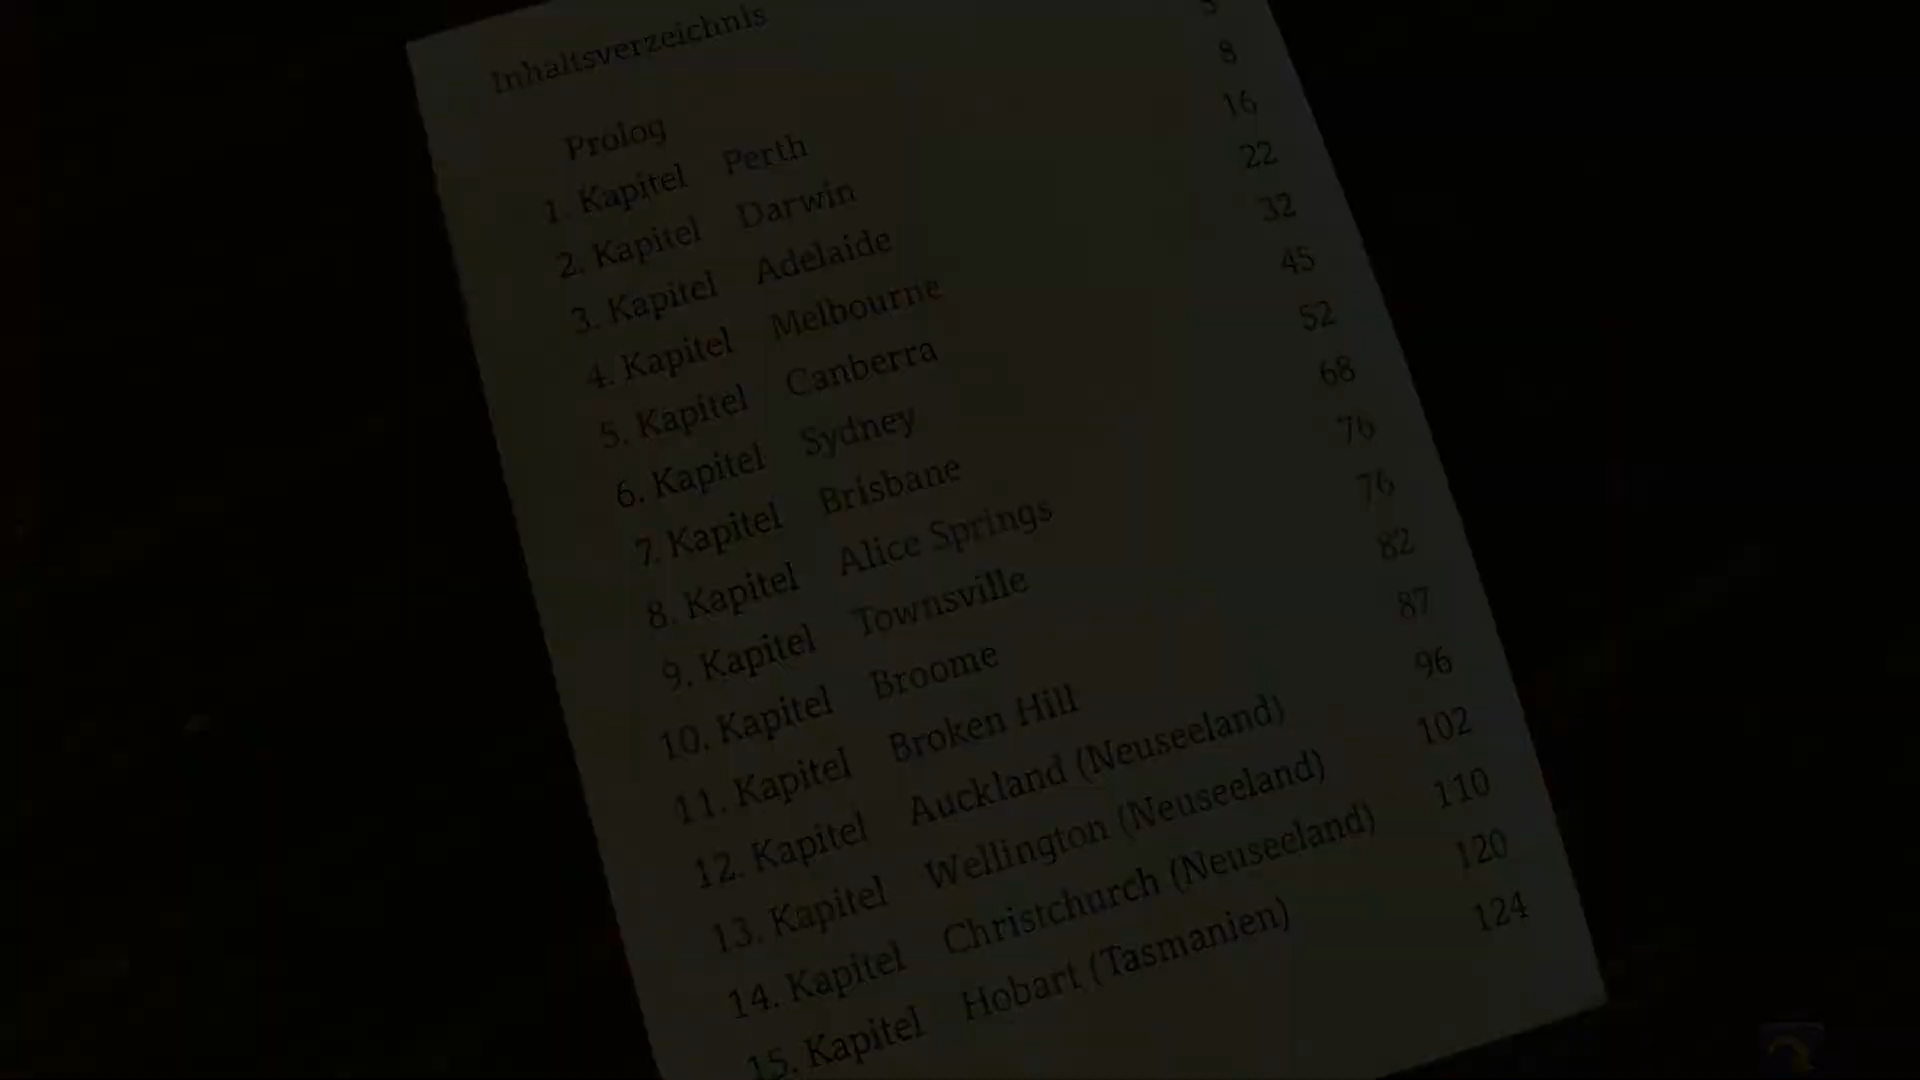 Inhaltsverzeichnis
Prolog
1. Kapitel Perth 8
2. Kapitel Darwin 16
3. Kapitel Adelaide 22
4. Kapitel Melbourne 32
5. Kapitel Canberra 45
6. Kapitel Sydney 52
7. Kapitel Brisbane 68
8. Kapitel Alice Springs 76
9. Kapitel Townsville 76
10. Kapitel Broome 82
11. Kapitel Broken Hill 87
12. Kapitel Auckland (Neuseeland) 96
13. Kapitel Wellington (Neuseeland) 102
14. Kapitel Christchurch (Neuseeland) 110
15. Kapitel Hobart (Tasmanien) 120
124